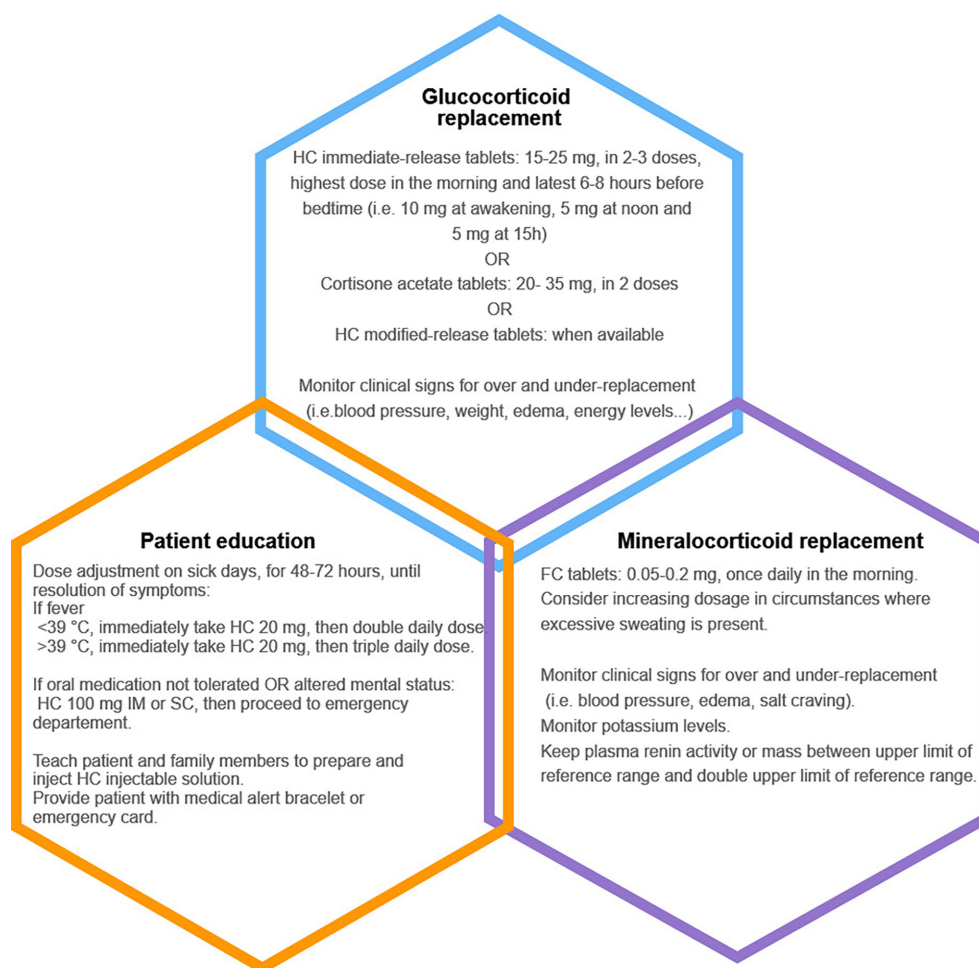 Glucocorticoid
replacement
HC immediate-release tablets: 15-25 mg, in 2-3 doses,
highest dose in the morning and latest 6-8 hours before
bedtime (i.e. 10 mg at awakening, 5 mg at noon and
5 mg at 15h)
OR
Cortisone acetate tablets: 20- 35 mg, in 2 doses
OR
HC modified-release tablets: when available
Monitor clinical signs for over and under-replacement
(i.e.blood pressure, weight, edema, energy levels...)
Patient education
Dose adjustment on sick days, for 48-72 hours, until
resolution of symptoms:
If fever
<39 °C, immediately take HC 20 mg, then double daily dose.
>39 °C, immediately take HC 20 mg, then triple daily dose.
If oral medication not tolerated OR altered mental status:
HC 100 mg IM or SC, then proceed to emergency
departement.
Teach patient and family members to prepare and
inject HC injectable solution.
Provide patient with medical alert bracelet or
emergency card.
Mineralocorticoid replacement
FC tablets: 0.05-0.2 mg, once daily in the morning.
Consider increasing dosage in circumstances where
excessive sweating is present.
Monitor clinical signs for over and under-replacement
(i.e. blood pressure, edema, salt craving).
Monitor potassium levels.
Keep plasma renin activity or mass between upper limit of
reference range and double upper limit of reference range.